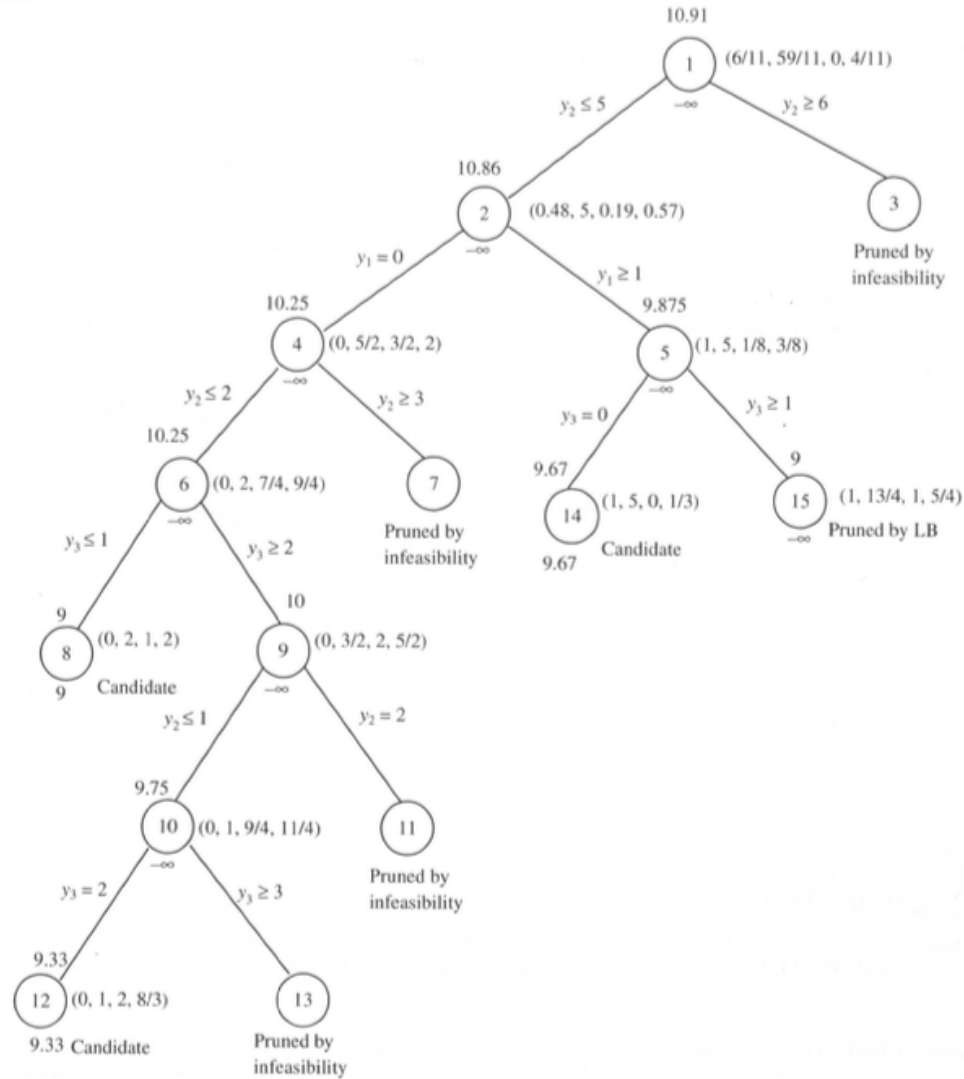 10.91
1
(6/11, 59/11, 0, 4/11)
−∞
y₂ ≤ 5
y₂ ≥ 6
10.86
2
(0.48, 5, 0.19, 0.57)
−∞
3
Pruned by
infeasibility
y₁ = 0
y₁ ≥ 1
10.25
4
(0, 5/2, 3/2, 2)
−∞
9.875
5
(1, 5, 1/8, 3/8)
−∞
y₂ ≤ 2
y₂ ≥ 3
y₃ = 0
y₃ ≥ 1
10.25
6
(0, 2, 7/4, 9/4)
−∞
7
Pruned by
infeasibility
9.67
14
(1, 5, 0, 1/3)
Candidate
9.67
9
15
(1, 13/4, 1, 5/4)
−∞ Pruned by LB
y₃ ≤ 1
y₃ ≥ 2
9
8
(0, 2, 1, 2)
9 Candidate
10
9
(0, 3/2, 2, 5/2)
−∞
y₂ ≤ 1
y₂ = 2
9.75
10
(0, 1, 9/4, 11/4)
−∞
11
Pruned by
infeasibility
y₃ = 2
y₃ ≥ 3
9.33
12
(0, 1, 2, 8/3)
9.33 Candidate
13
Pruned by
infeasibility